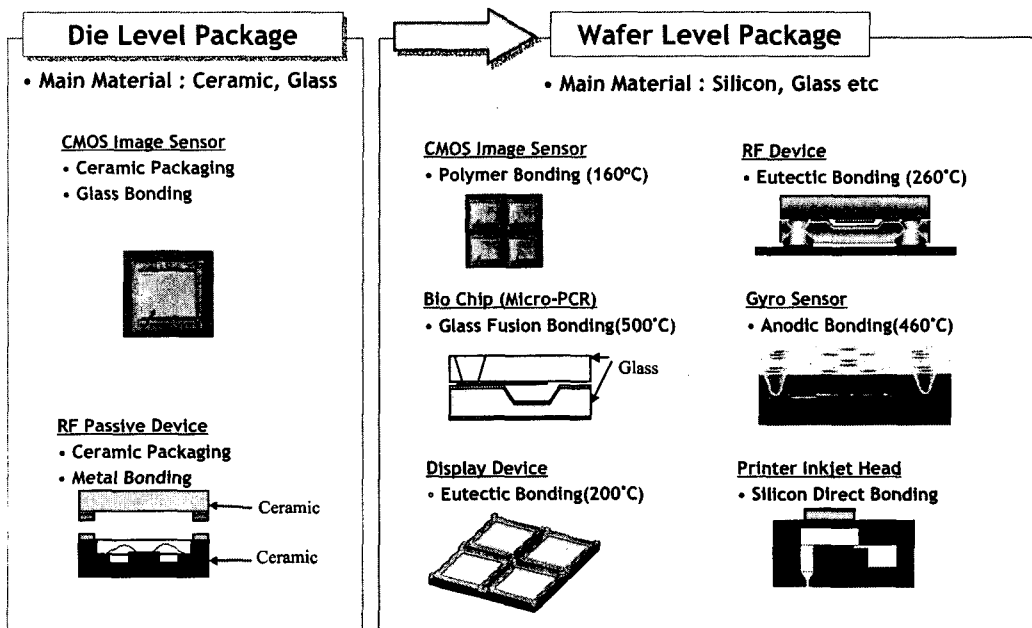 Die Level Package
• Main Material : Ceramic, Glass
CMOS Image Sensor
• Ceramic Packaging
• Glass Bonding
RF Passive Device
• Ceramic Packaging
• Metal Bonding
Ceramic
Ceramic
Wafer Level Package
• Main Material : Silicon, Glass etc
CMOS Image Sensor
• Polymer Bonding (160°C)
RF Device
• Eutectic Bonding (260°C)
Bio Chip (Micro-PCR)
• Glass Fusion Bonding(500°C)
Glass
Gyro Sensor
• Anodic Bonding(460°C)
Display Device
• Eutectic Bonding(200°C)
Printer Inkjet Head
• Silicon Direct Bonding